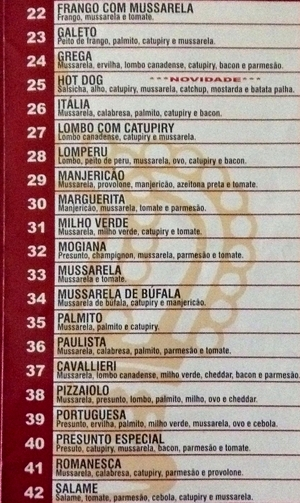 22 FRANGO COM MUSSARELA
Frango, mussarela e tomate.
23 GALETO
Peito de frango, palmito, catupiry e mussarela.
24 GREGA
Mussarela, ervilha, lombo canadense, catupiry, bacon e parmesão.
25 HOT DOG ***NOVIDADE***
Salsicha, alho, catupiry, mussarela, catchup, mostarda e batata palha.
26 ITÁLIA
Mussarela, calabresa, palmito, catupiry e bacon.
27 LOMBO COM CATUPIRY
Lombo canadense, catupiry e mussarela.
28 LOMPERU
Lombo, peito de peru, mussarela, ovo, catupiry e bacon.
29 MANJERICÃO
Mussarela, provolone, manjericão, azeitona preta e tomate.
30 MARGUERITA
Manjericão, mussarela, tomate e parmesão.
31 MILHO VERDE
Mussarela, milho verde, catupiry e tomate.
32 MOGIANA
Presunto, champignon, mussarela, parmesão e tomate.
33 MUSSARELA
Mussarela e tomate.
34 MUSSARELA DE BÚFALA
Mussarela de búfala, catupiry e manjericão.
35 PALMITO
Mussarela, palmito e catupiry.
36 PAULISTA
Mussarela, calabresa, palmito, parmesão e tomate.
37 CAVALLIERI
Mussarela, lombo canadense, milho verde, cheddar, bacon e parmesão.
38 PIZZAIOLO
Mussarela, presunto, lombo, palmito, milho, ovo e cheddar.
39 PORTUGUESA
Presunto, ervilha, palmito, milho verde, mussarela, ovo e cebola.
40 PRESUNTO ESPECIAL
Presuto, catupiry, mussarela, bacon, parmesão e tomate.
41 ROMANESCA
Mussarela, calabresa, catupiry, parmesão e provolone.
42 SALAME
Salame, tomate, parmesão, cebola, catupiry e mussarela.